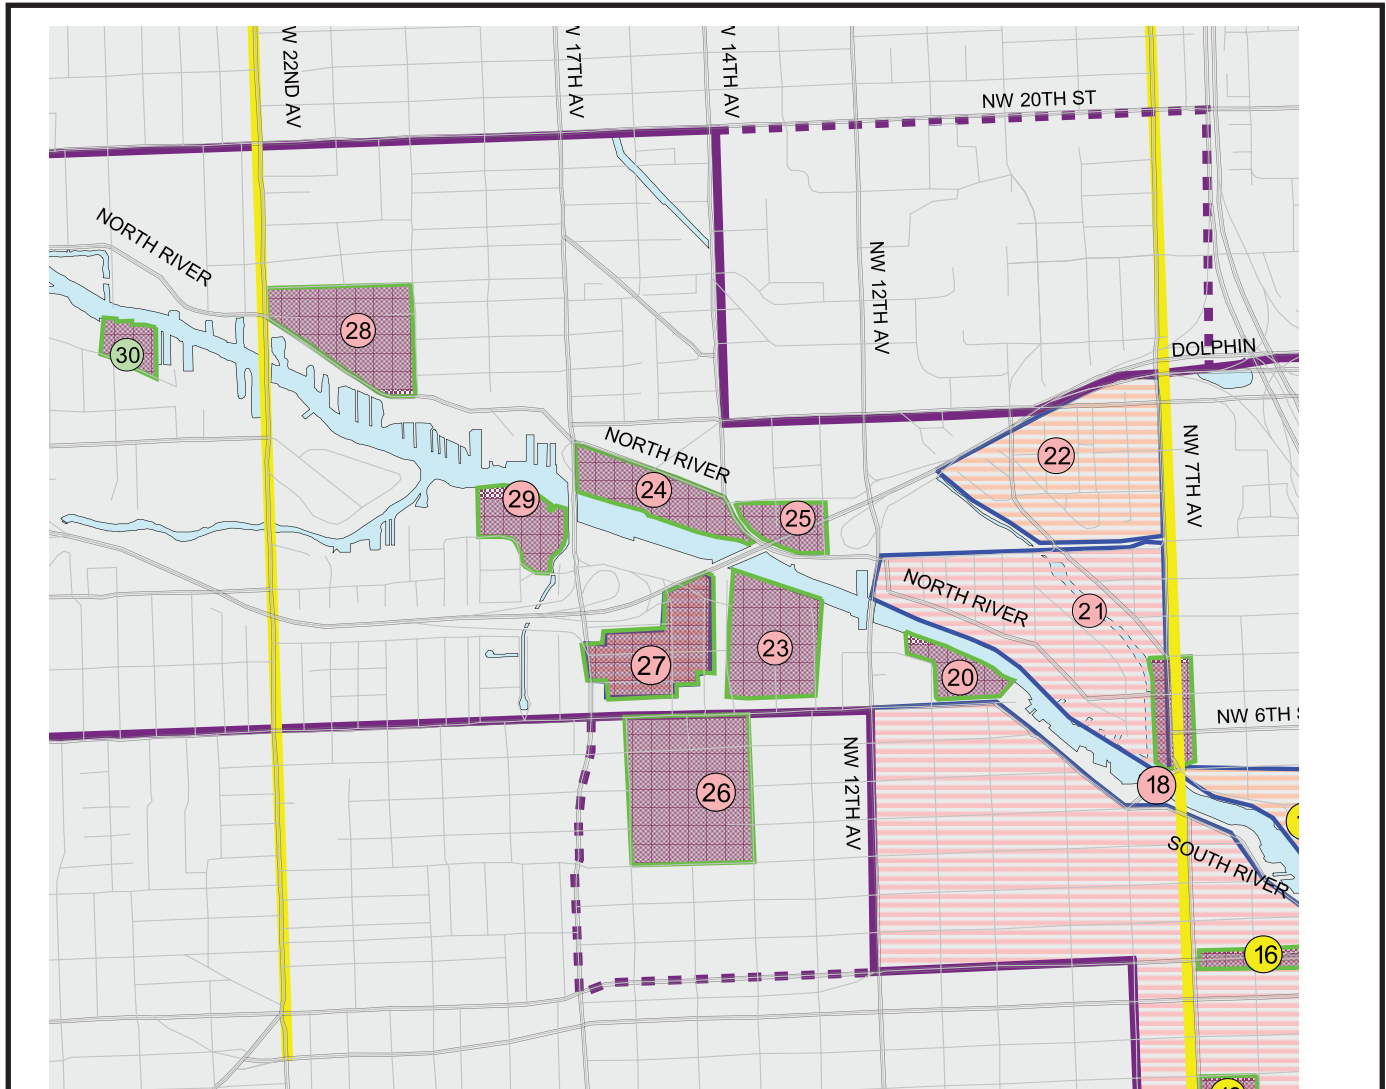 W 22ND AV
V 17TH AV
V 14TH AV
NW 20TH ST
NORTH RIVER
NW 12TH AV
DOLPHIN
28
30
NORTH RIVER
22
NW 7TH AV
24
29
25
NORTH RIVER
21
23
27
20
NW 6TH S
NW 12TH AV
26
18
SOUTH RIVER
16